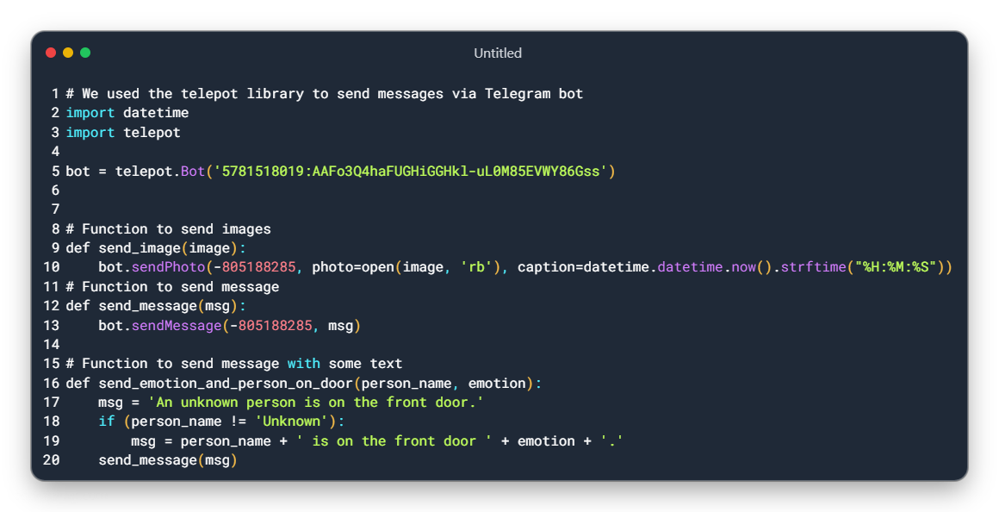 Untitled
1 # We used the telepot library to send messages via Telegram bot
2 import datetime
3 import telepot
4
5 bot = telepot.Bot('5781518019:AAFo3Q4haFUGHiGGHkl-uL0M85EVWY86Gss')
6
7
8 # Function to send images
9 def send_image(image):
10     bot.sendPhoto(-805188285, photo=open(image, 'rb'), caption=datetime.datetime.now().strftime("%H:%M:%S"))
11 # Function to send message
12 def send_message(msg):
13     bot.sendMessage(-805188285, msg)
14
15 # Function to send message with some text
16 def send_emotion_and_person_on_door(person_name, emotion):
17     msg = 'An unknown person is on the front door.'
18     if (person_name != 'Unknown'):
19         msg = person_name + ' is on the front door ' + emotion + '.'
20     send_message(msg)